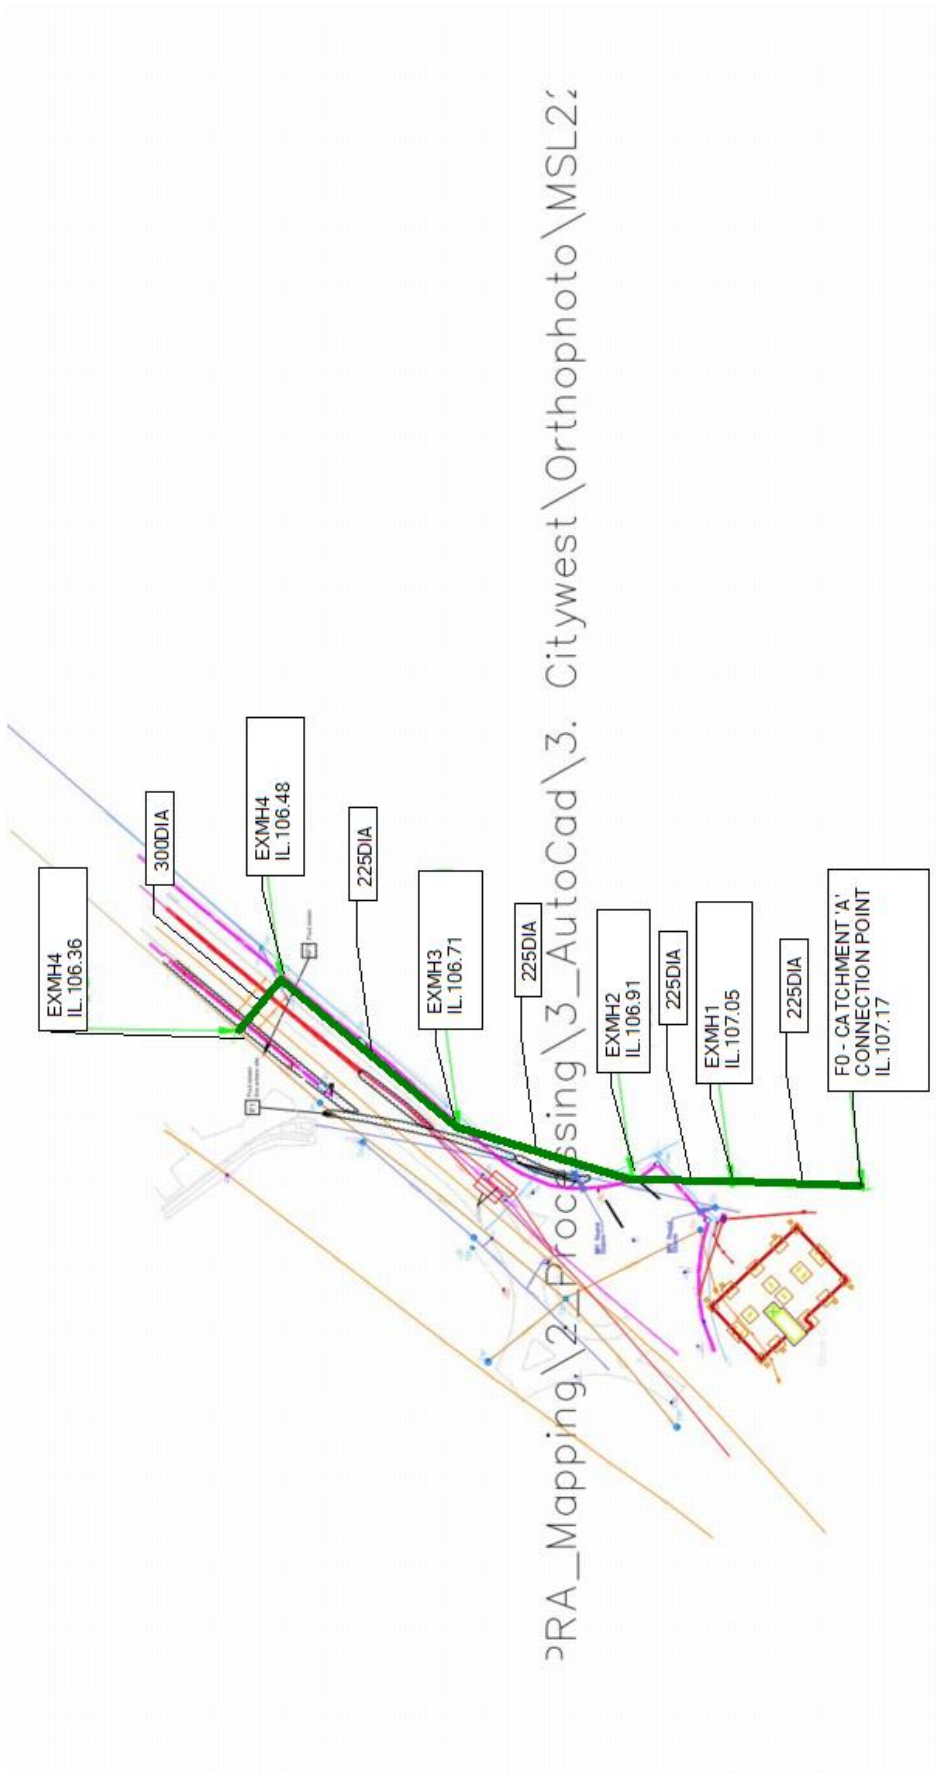 EXMH4
IL.106.36
300DIA
EXMH4
IL.106.48
225DIA
EXMH3
IL.106.71
225DIA
EXMH2
IL.106.91
225DIA
EXMH1
IL.107.05
225DIA
F0 - CATCHMENT 'A'
CONNECTION POINT
IL.107.17
PRA_Mapping\2_Processing\3_AutoCad\3. Citywest\Orthophoto\MSL22